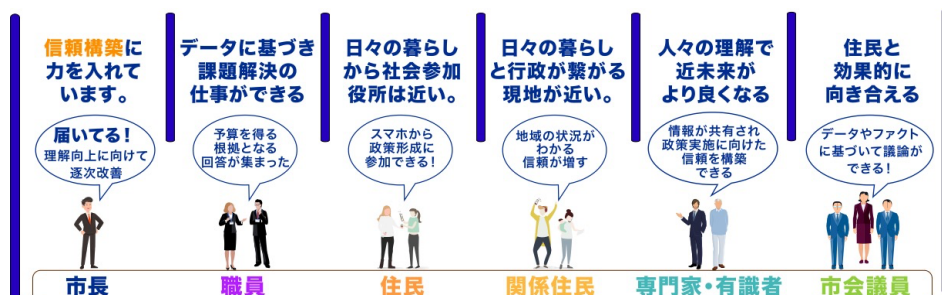 信頼構築に
力を入れて
います。
届いてる!
理解向上に向けて
逐次改善
市長
データに基づき
課題解決の
仕事ができる
予算を得る
根拠となる
回答が集まった
職員
日々の暮らし
から社会参加
役所は近い。
スマホから
政策形成に
参加できる!
住民
日々の暮らし
と行政が繋がる
現地が近い。
地域の状況が
わかる
信頼が増す
関係住民
人々の理解で
近未来が
より良くなる
情報が共有され
政策実施に向けた
信頼を構築
できる
専門家・有識者
住民と
効果的に
向き合える
データやファクト
に基づいて議論が
できる!
市会議員